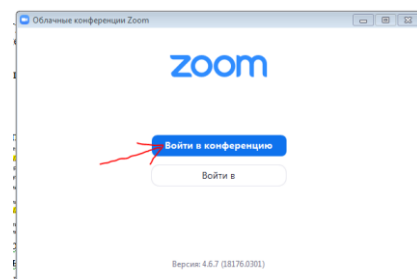 Облачные конференции Zoom
zoom
Войти в конференцию
Войти в
Версия: 4.6.7 (18176.0301)